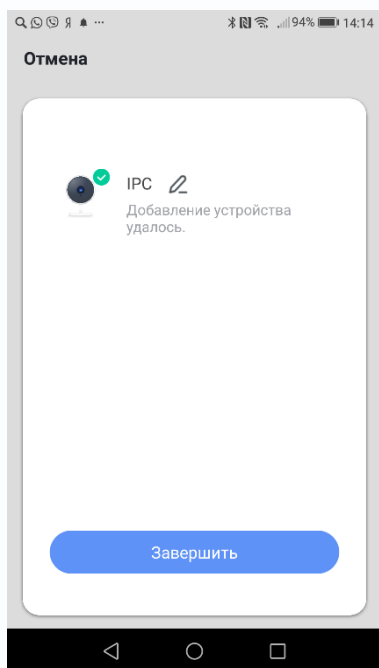 Я ... 94% 14:14
Отмена
IPC
Добавление устройства
удалось.
Завершить